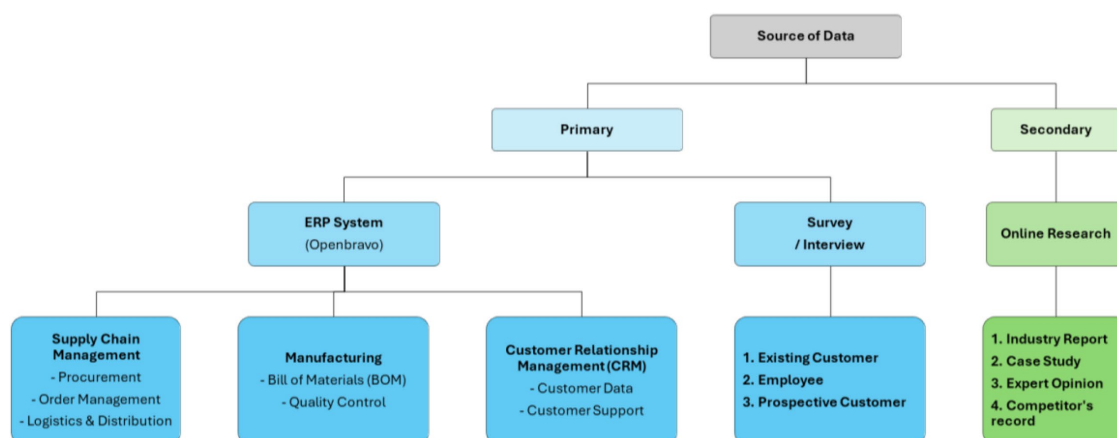 Source of Data
Primary
Secondary
ERP System
(Openbravo)
Survey
/ Interview
Online Research
Supply Chain
Management
- Procurement
- Order Management
- Logistics & Distribution
Manufacturing
- Bill of Materials (BOM)
- Quality Control
Customer Relationship
Management (CRM)
- Customer Data
- Customer Support
1. Existing Customer
2. Employee
3. Prospective Customer
1. Industry Report
2. Case Study
3. Expert Opinion
4. Competitor's
record